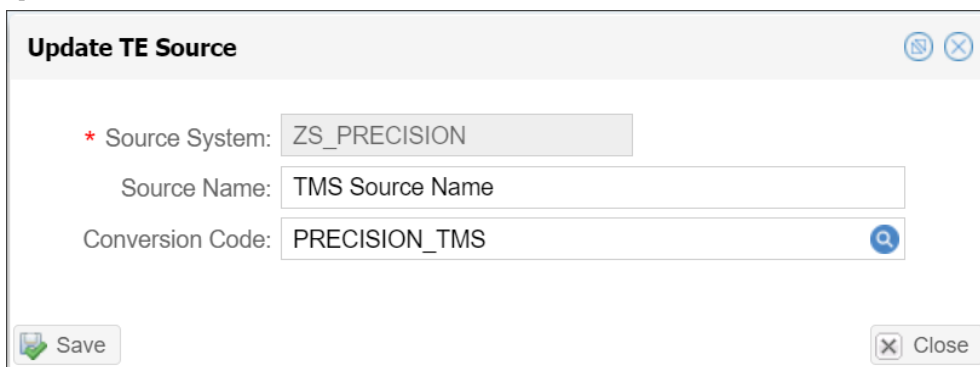 Update TE Source
* Source System: ZS_PRECISION
Source Name: TMS Source Name
Conversion Code: PRECISION_TMS
Save Close